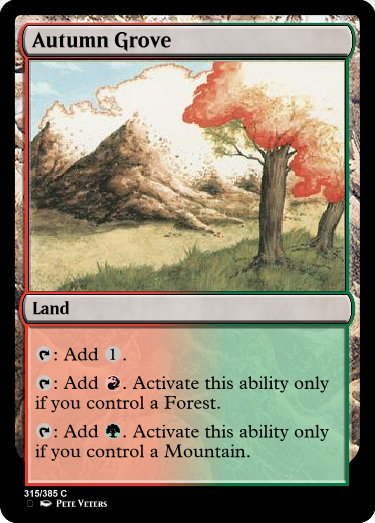 Autumn Grove
Land
: Add 1.
: Add . Activate this ability only
if you control a Forest.
: Add . Activate this ability only
if you control a Mountain.
315/385 C
Pete Veters